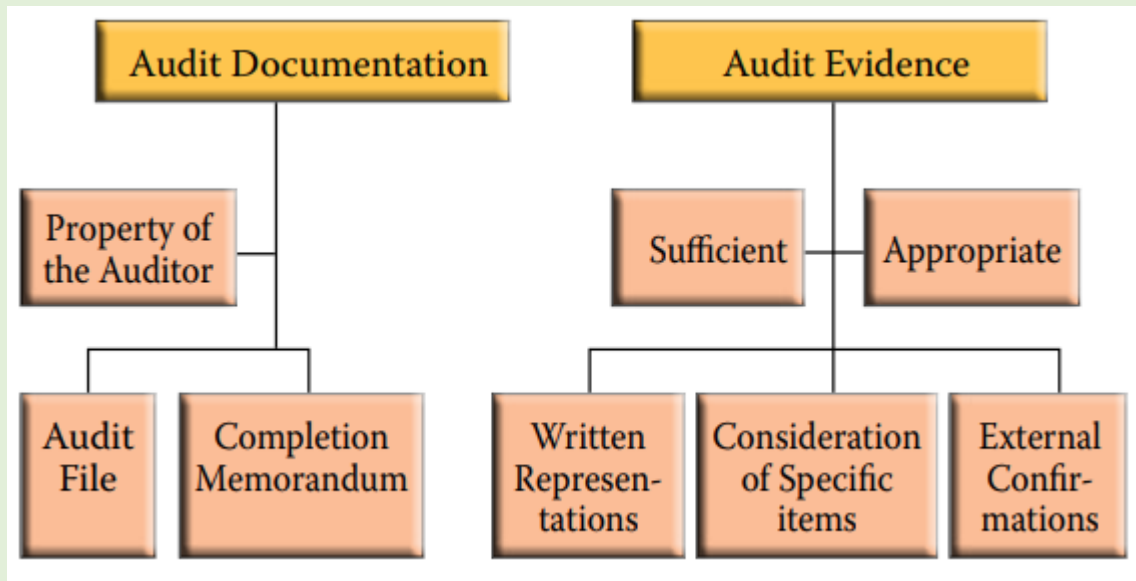 Audit Documentation
Audit Evidence
Property of
the Auditor
Sufficient
Appropriate
Audit
File
Completion
Memorandum
Written
Represen-
tations
Consideration
of Specific
items
External
Confir-
mations